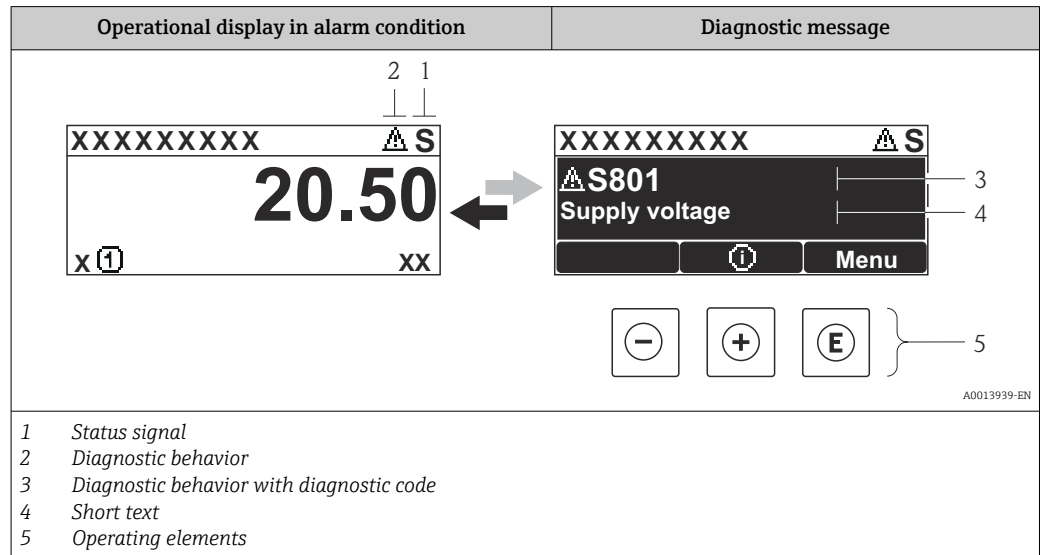 Operational display in alarm condition Diagnostic message
2 1
XXXXXXXXX ⚠ S
20.50
X 1 XX
XXXXXXXXX ⚠ S
⚠S801 3
Supply voltage 4
i Menu
- + E 5
A0013939-EN
1 Status signal
2 Diagnostic behavior
3 Diagnostic behavior with diagnostic code
4 Short text
5 Operating elements